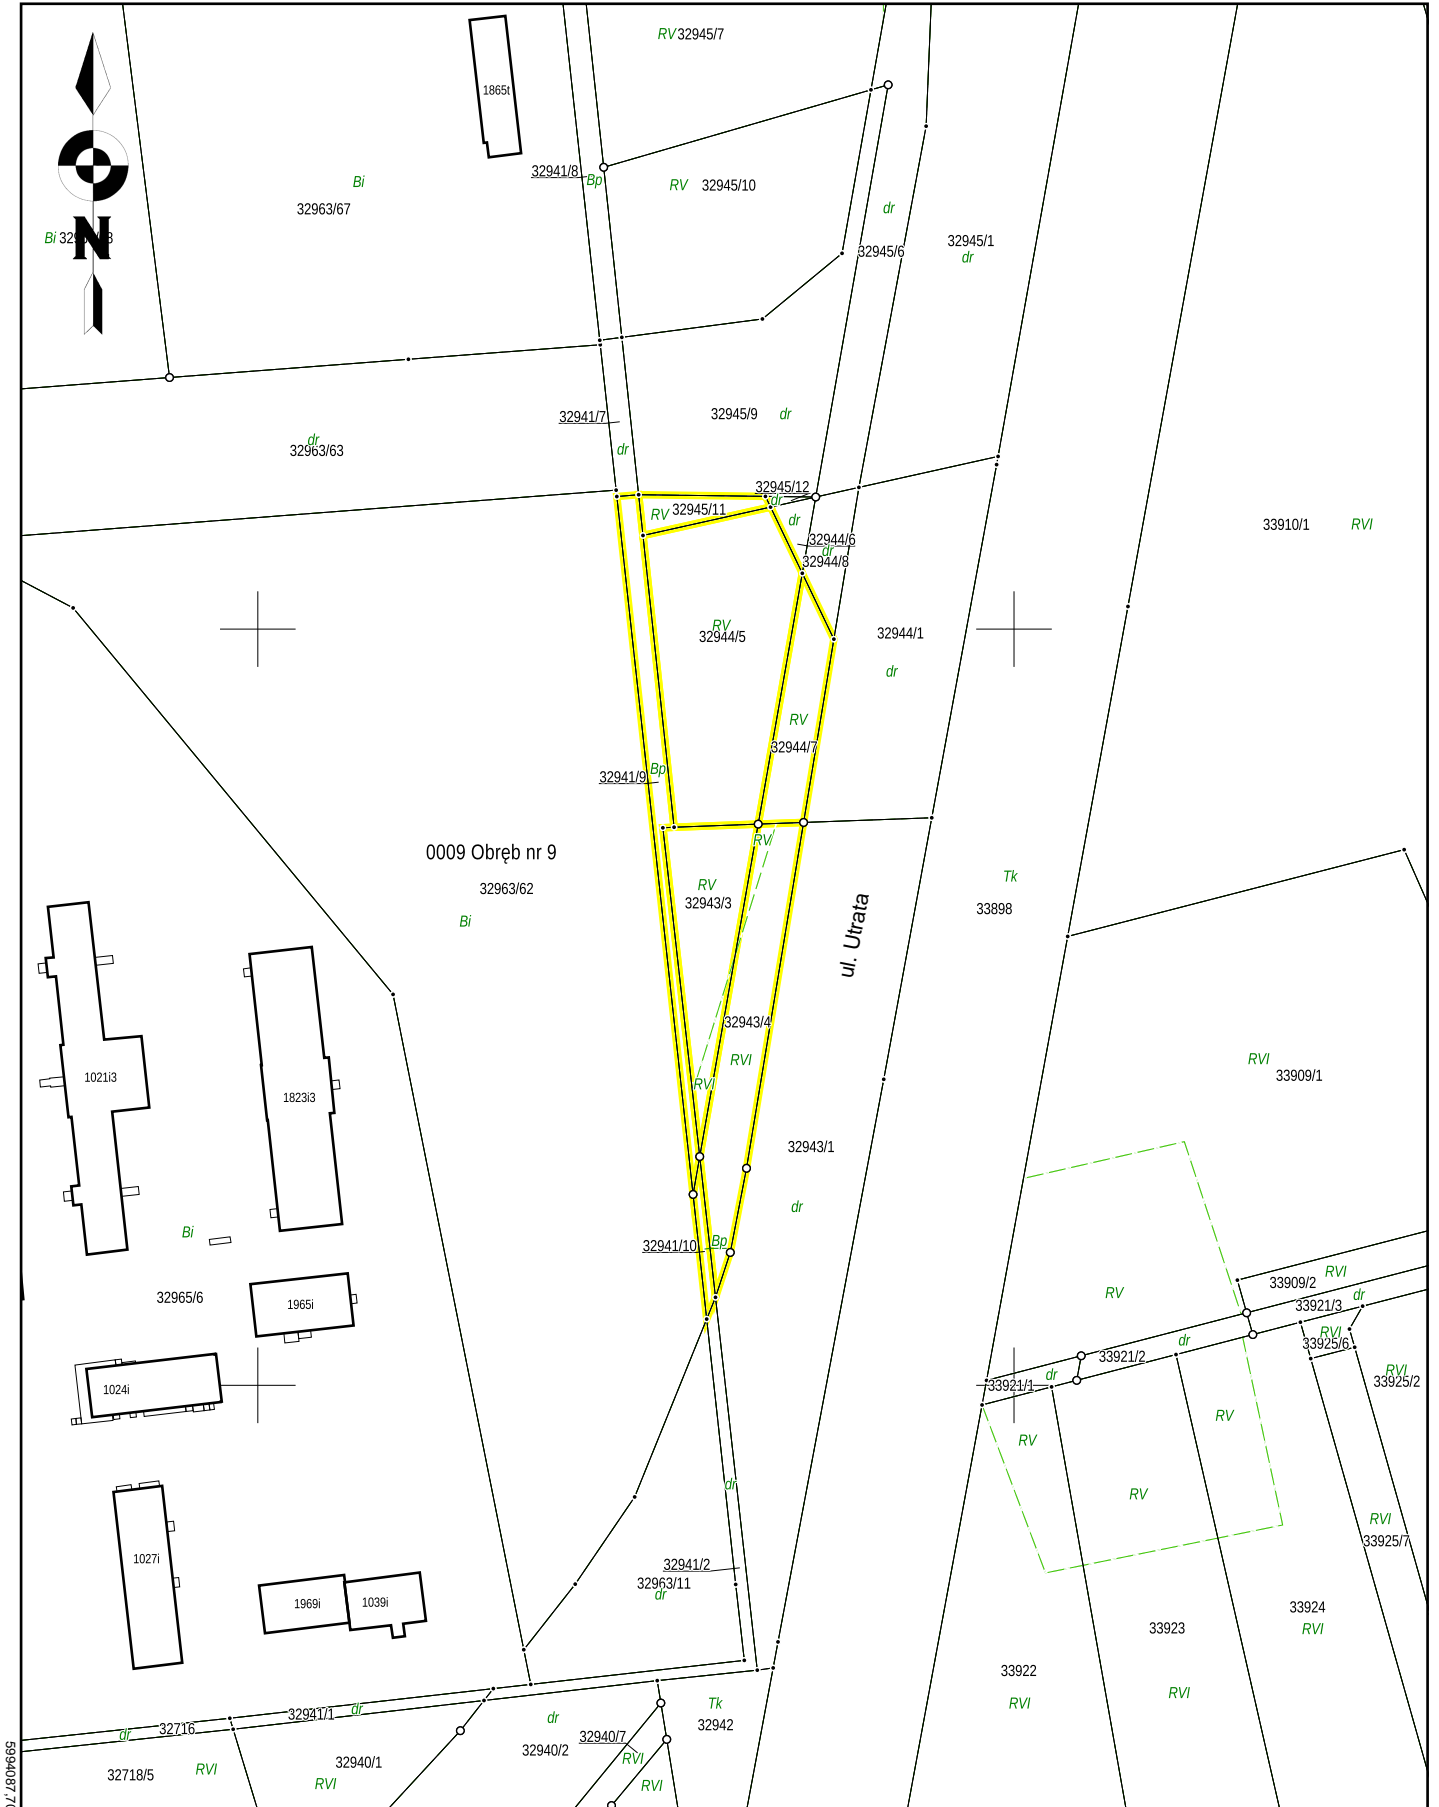 RV 32945/7
1865t
32941/8
Bp
RV 32945/10
Bi
32963/67
dr
32945/6
32945/1
dr
Bi
N
32941/7
dr
32945/9 dr
dr
32963/63
32945/12
dr
RV 32945/11
dr
32944/6
dr
32944/8
33910/1 RVI
RV
32944/5
32944/1
dr
RV
32944/7
32941/9
Bp
0009 Obręb nr 9
32963/62
Bi
RV
RV
32943/3
Tk
33898
ul. Utrata
32943/4
RVI
RVI
33909/1
1021i3
1823i3
32943/1
dr
32941/10
Bp
Bi
32965/6
1965i
RV
33909/2 RVI
33921/3 dr
RVI
33925/6
RVI
33925/2
dr
33921/2
dr
33921/1
1024i
RV
RV
RV
dr
1027i
1969i
1039i
32941/2
32963/11
dr
RVI
33925/7
33924
RVI
33923
RVI
33922
RVI
Tk
32942
dr
32941/1
dr
32716
dr
32940/7
RVI
32940/2
32940/1
RVI
RVI
32718/5
RVI